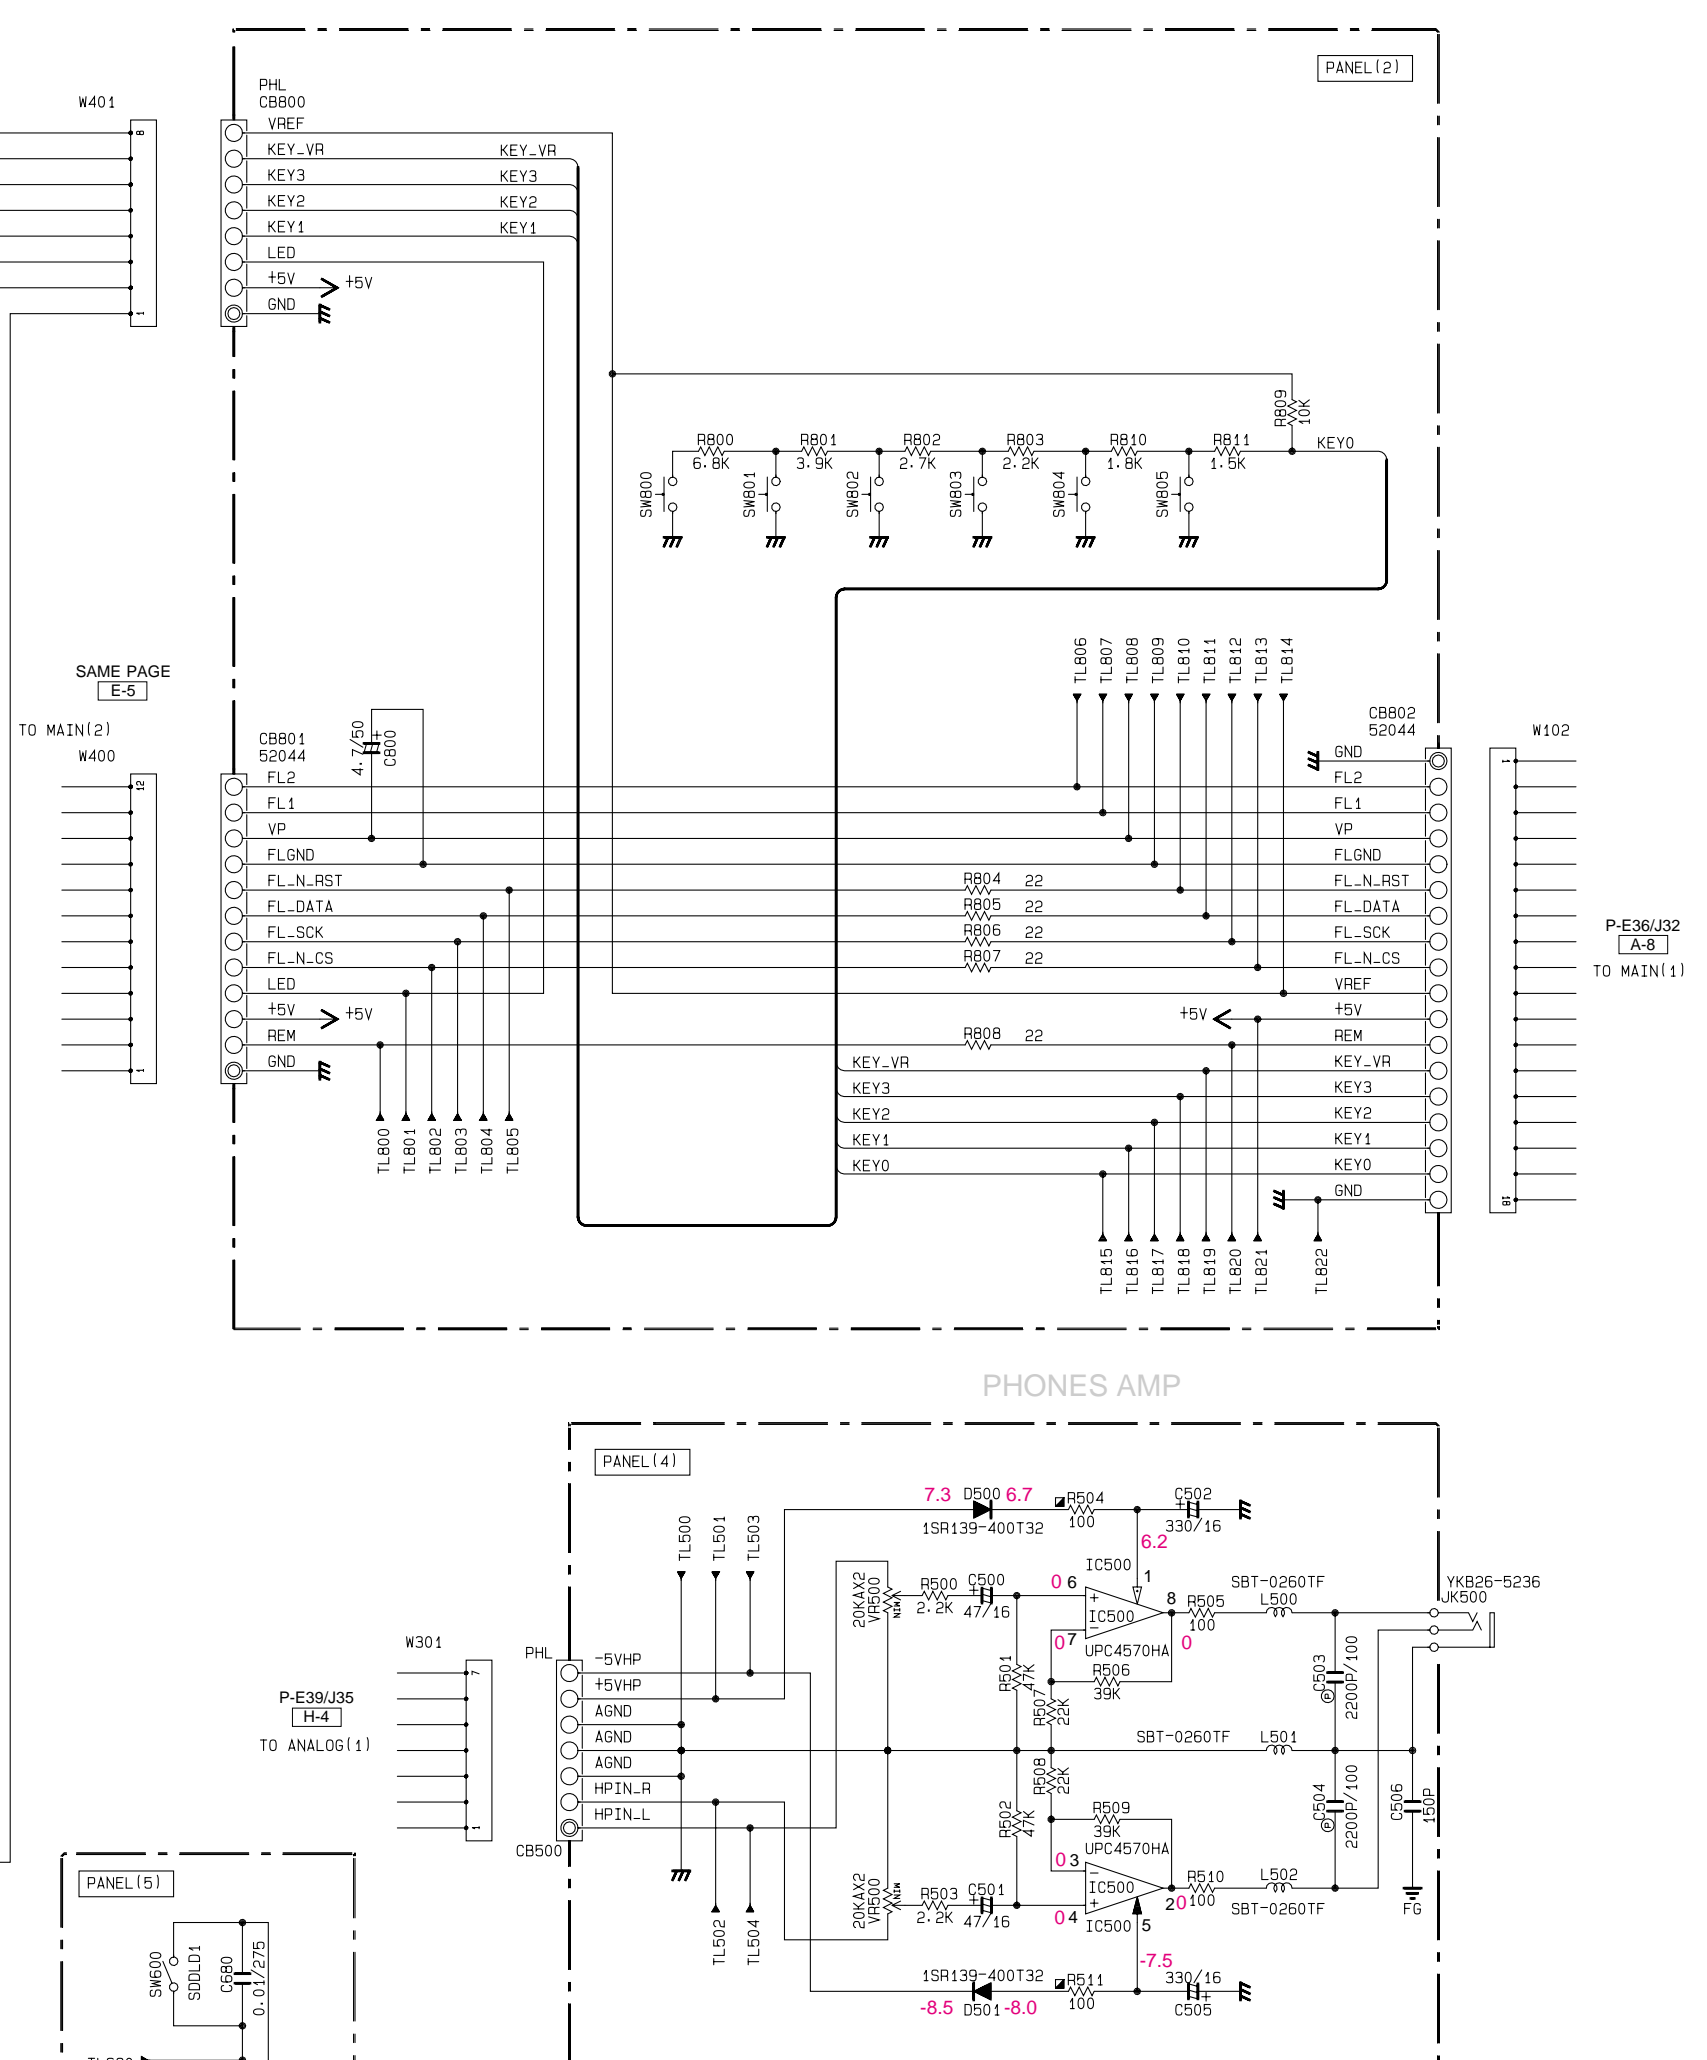 PANEL(2)
W401
PHL
CB800
8
1
VREF
KEY_VR
KEY3
KEY2
KEY1
LED
+5V
GND
+5V
KEY_VR
KEY3
KEY2
KEY1
R809
10K
R800
6.8K
R801
3.9K
R802
2.7K
R803
2.2K
R810
1.8K
R811
1.5K
KEY0
SW800
SW801
SW802
SW803
SW804
SW805
SAME PAGE
E-5
TO MAIN(2)
W400
12
1
CB801
52044
4.7/50
+
C800
TL806
TL807
TL808
TL809
TL810
TL811
TL812
TL813
TL814
CB802
52044
W102
1
18
FL2
FL1
VP
FLGND
FL_N_RST
FL_DATA
FL_SCK
FL_N_CS
LED
+5V
REM
GND
+5V
R804 22
R805 22
R806 22
R807 22
R808 22
+5V
KEY_VR
KEY3
KEY2
KEY1
KEY0
GND
FL2
FL1
VP
FLGND
FL_N_RST
FL_DATA
FL_SCK
FL_N_CS
VREF
+5V
REM
KEY_VR
KEY3
KEY2
KEY1
KEY0
GND
P-E36/J32
A-8
TO MAIN(1)
TL800
TL801
TL802
TL803
TL804
TL805
TL815
TL816
TL817
TL818
TL819
TL820
TL821
TL822
PHONES AMP
PANEL(4)
7.3 D500 6.7
1SR139-400T32
R504
100
C502
+
330/16
6.2
TL500
TL501
TL503
20KAX2
VR500
MIN
R500
2.2K
C500
+
47/16
IC500
1
0 6
+
IC500
-
0 7
8
0
UPC4570HA
R505
100
SBT-0260TF
L500
YKB26-5236
JK500
R506
39K
R501
47K
R507
22K
C503
2200P/100
P
W301
7
1
P-E39/J35
H-4
TO ANALOG(1)
PHL
CB500
-5VHP
+5VHP
AGND
AGND
AGND
HPIN_R
HPIN_L
SBT-0260TF L501
R508
22K
R502
47K
R509
39K
UPC4570HA
C504
2200P/100
P
C506
150P
FG
20KAX2
VR500
MIN
R503
2.2K
C501
+
47/16
0 3
-
IC500
+
0 4
IC500
5
2
0
R510
100
L502
SBT-0260TF
-7.5
TL502
TL504
1SR139-400T32
-8.5 D501 -8.0
R511
100
330/16
+
C505
PANEL(5)
SW600
SDDLD1
C680
0.01/275